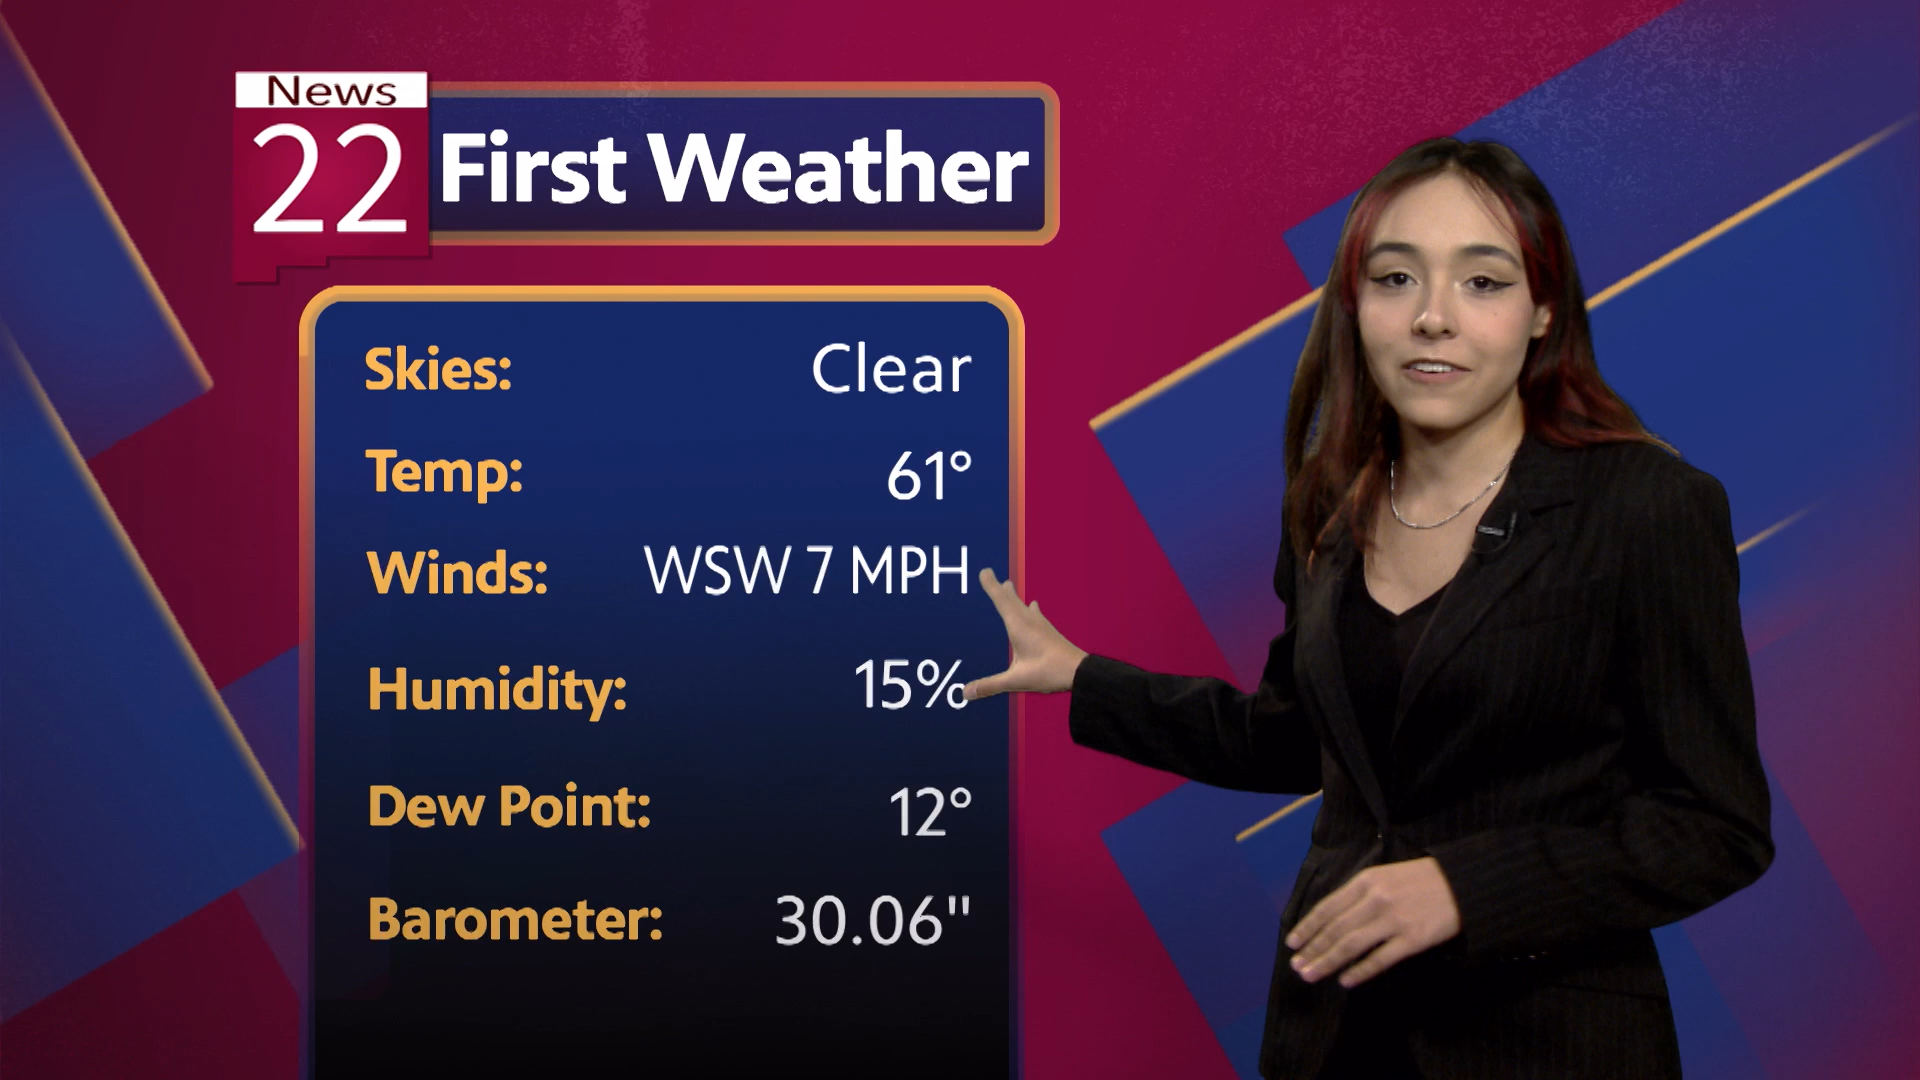 News
22
First Weather
Skies: Clear
Temp: 61°
Winds: WSW 7 MPH
Humidity: 15%
Dew Point: 12°
Barometer: 30.06"